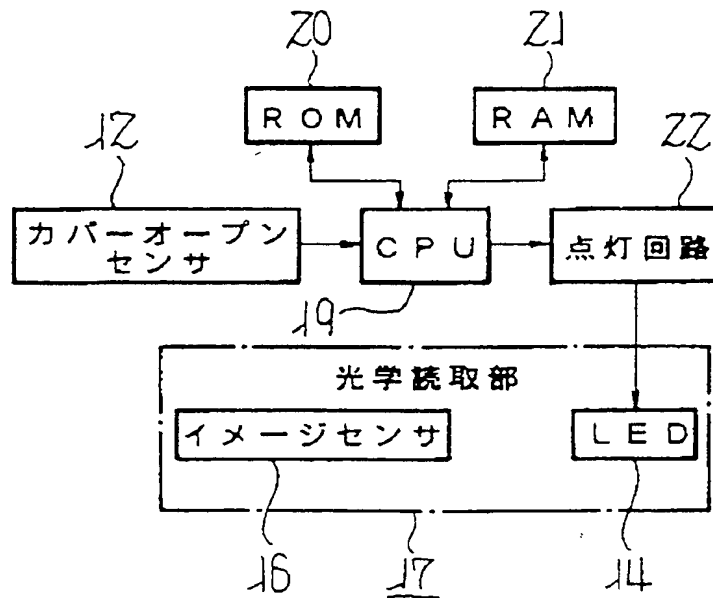 20
21
ROM
RAM
12
22
カバーオープン
センサ
CPU
点灯回路
19
光学読取部
イメージセンサ
LED
16
17
14